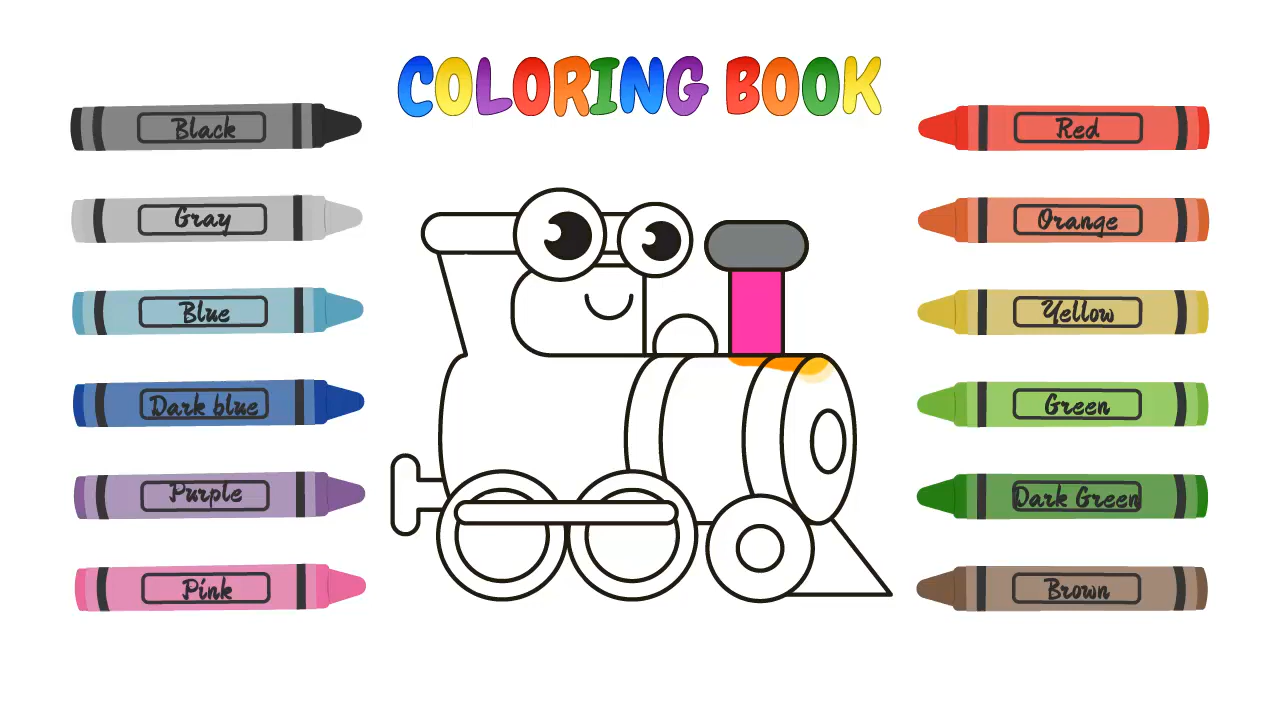 COLORING BOOK
Black
Gray
Blue
Dark blue
Purple
Pink
Red
Orange
Yellow
Green
Dark Green
Brown